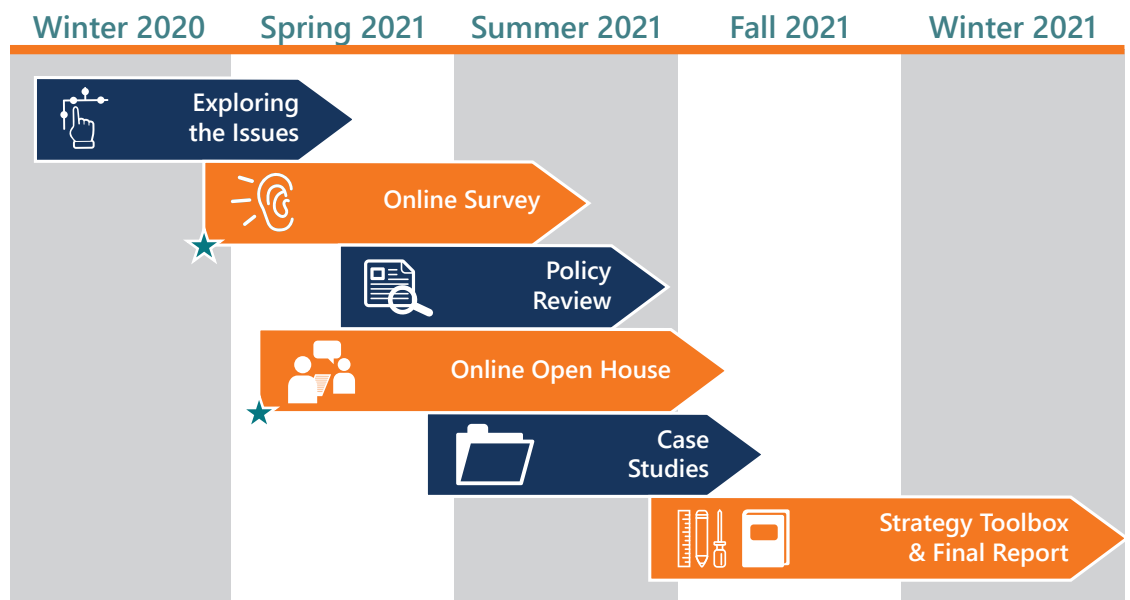 Winter 2020 Spring 2021 Summer 2021 Fall 2021 Winter 2021
Exploring
the Issues
Online Survey
Policy
Review
Online Open House
Case
Studies
Strategy Toolbox
& Final Report